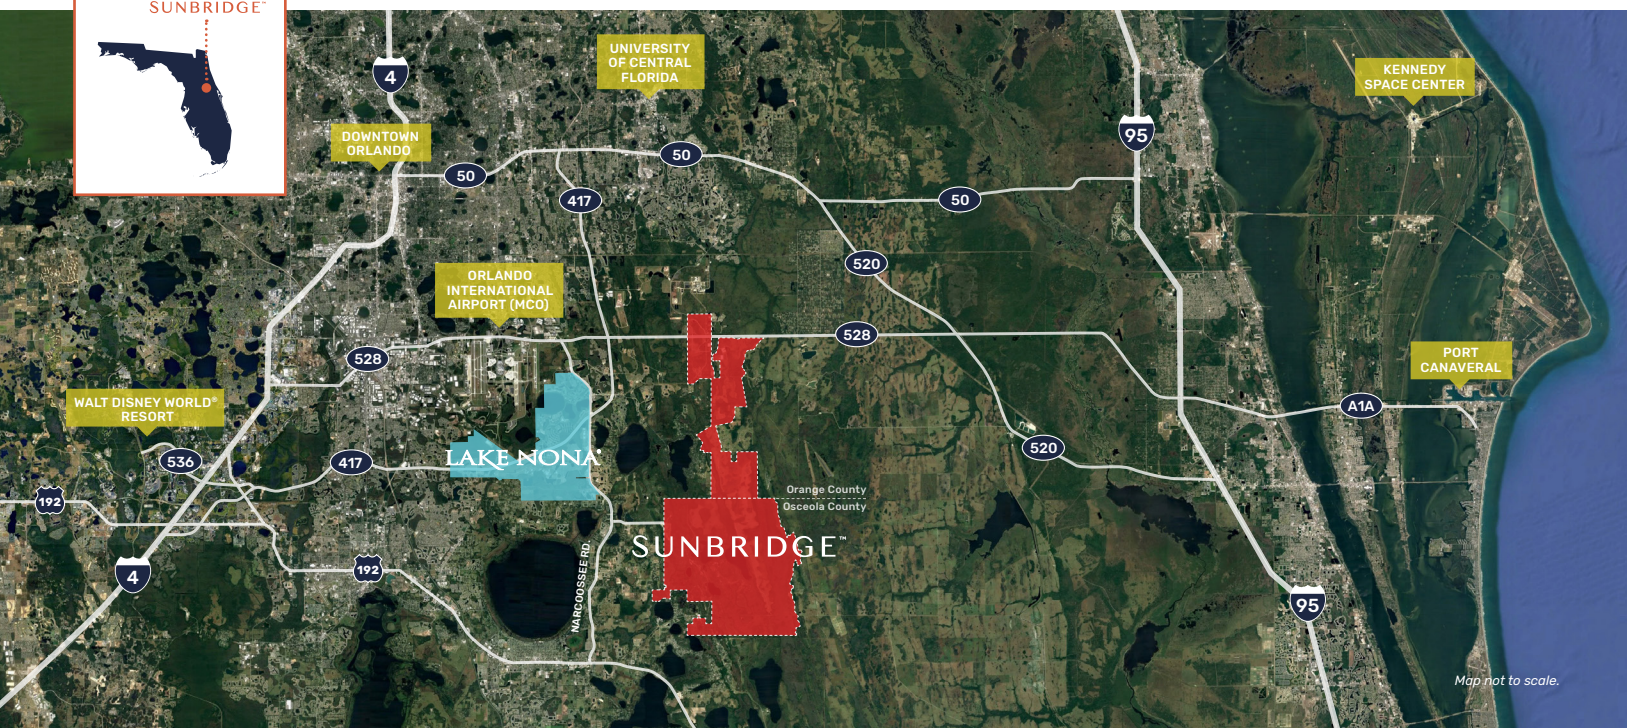 SUNBRIDGE™
4
UNIVERSITY
OF CENTRAL
FLORIDA
KENNEDY
SPACE CENTER
DOWNTOWN
ORLANDO
95
50
50
417
50
520
ORLANDO
INTERNATIONAL
AIRPORT (MCO)
528
528
PORT
CANAVERAL
WALT DISNEY WORLD®
RESORT
A1A
536
417
LAKE NONA®
520
192
Orange County
Osceola County
SUNBRIDGE™
4
192
NARCOOSSEE RD.
95
Map not to scale.